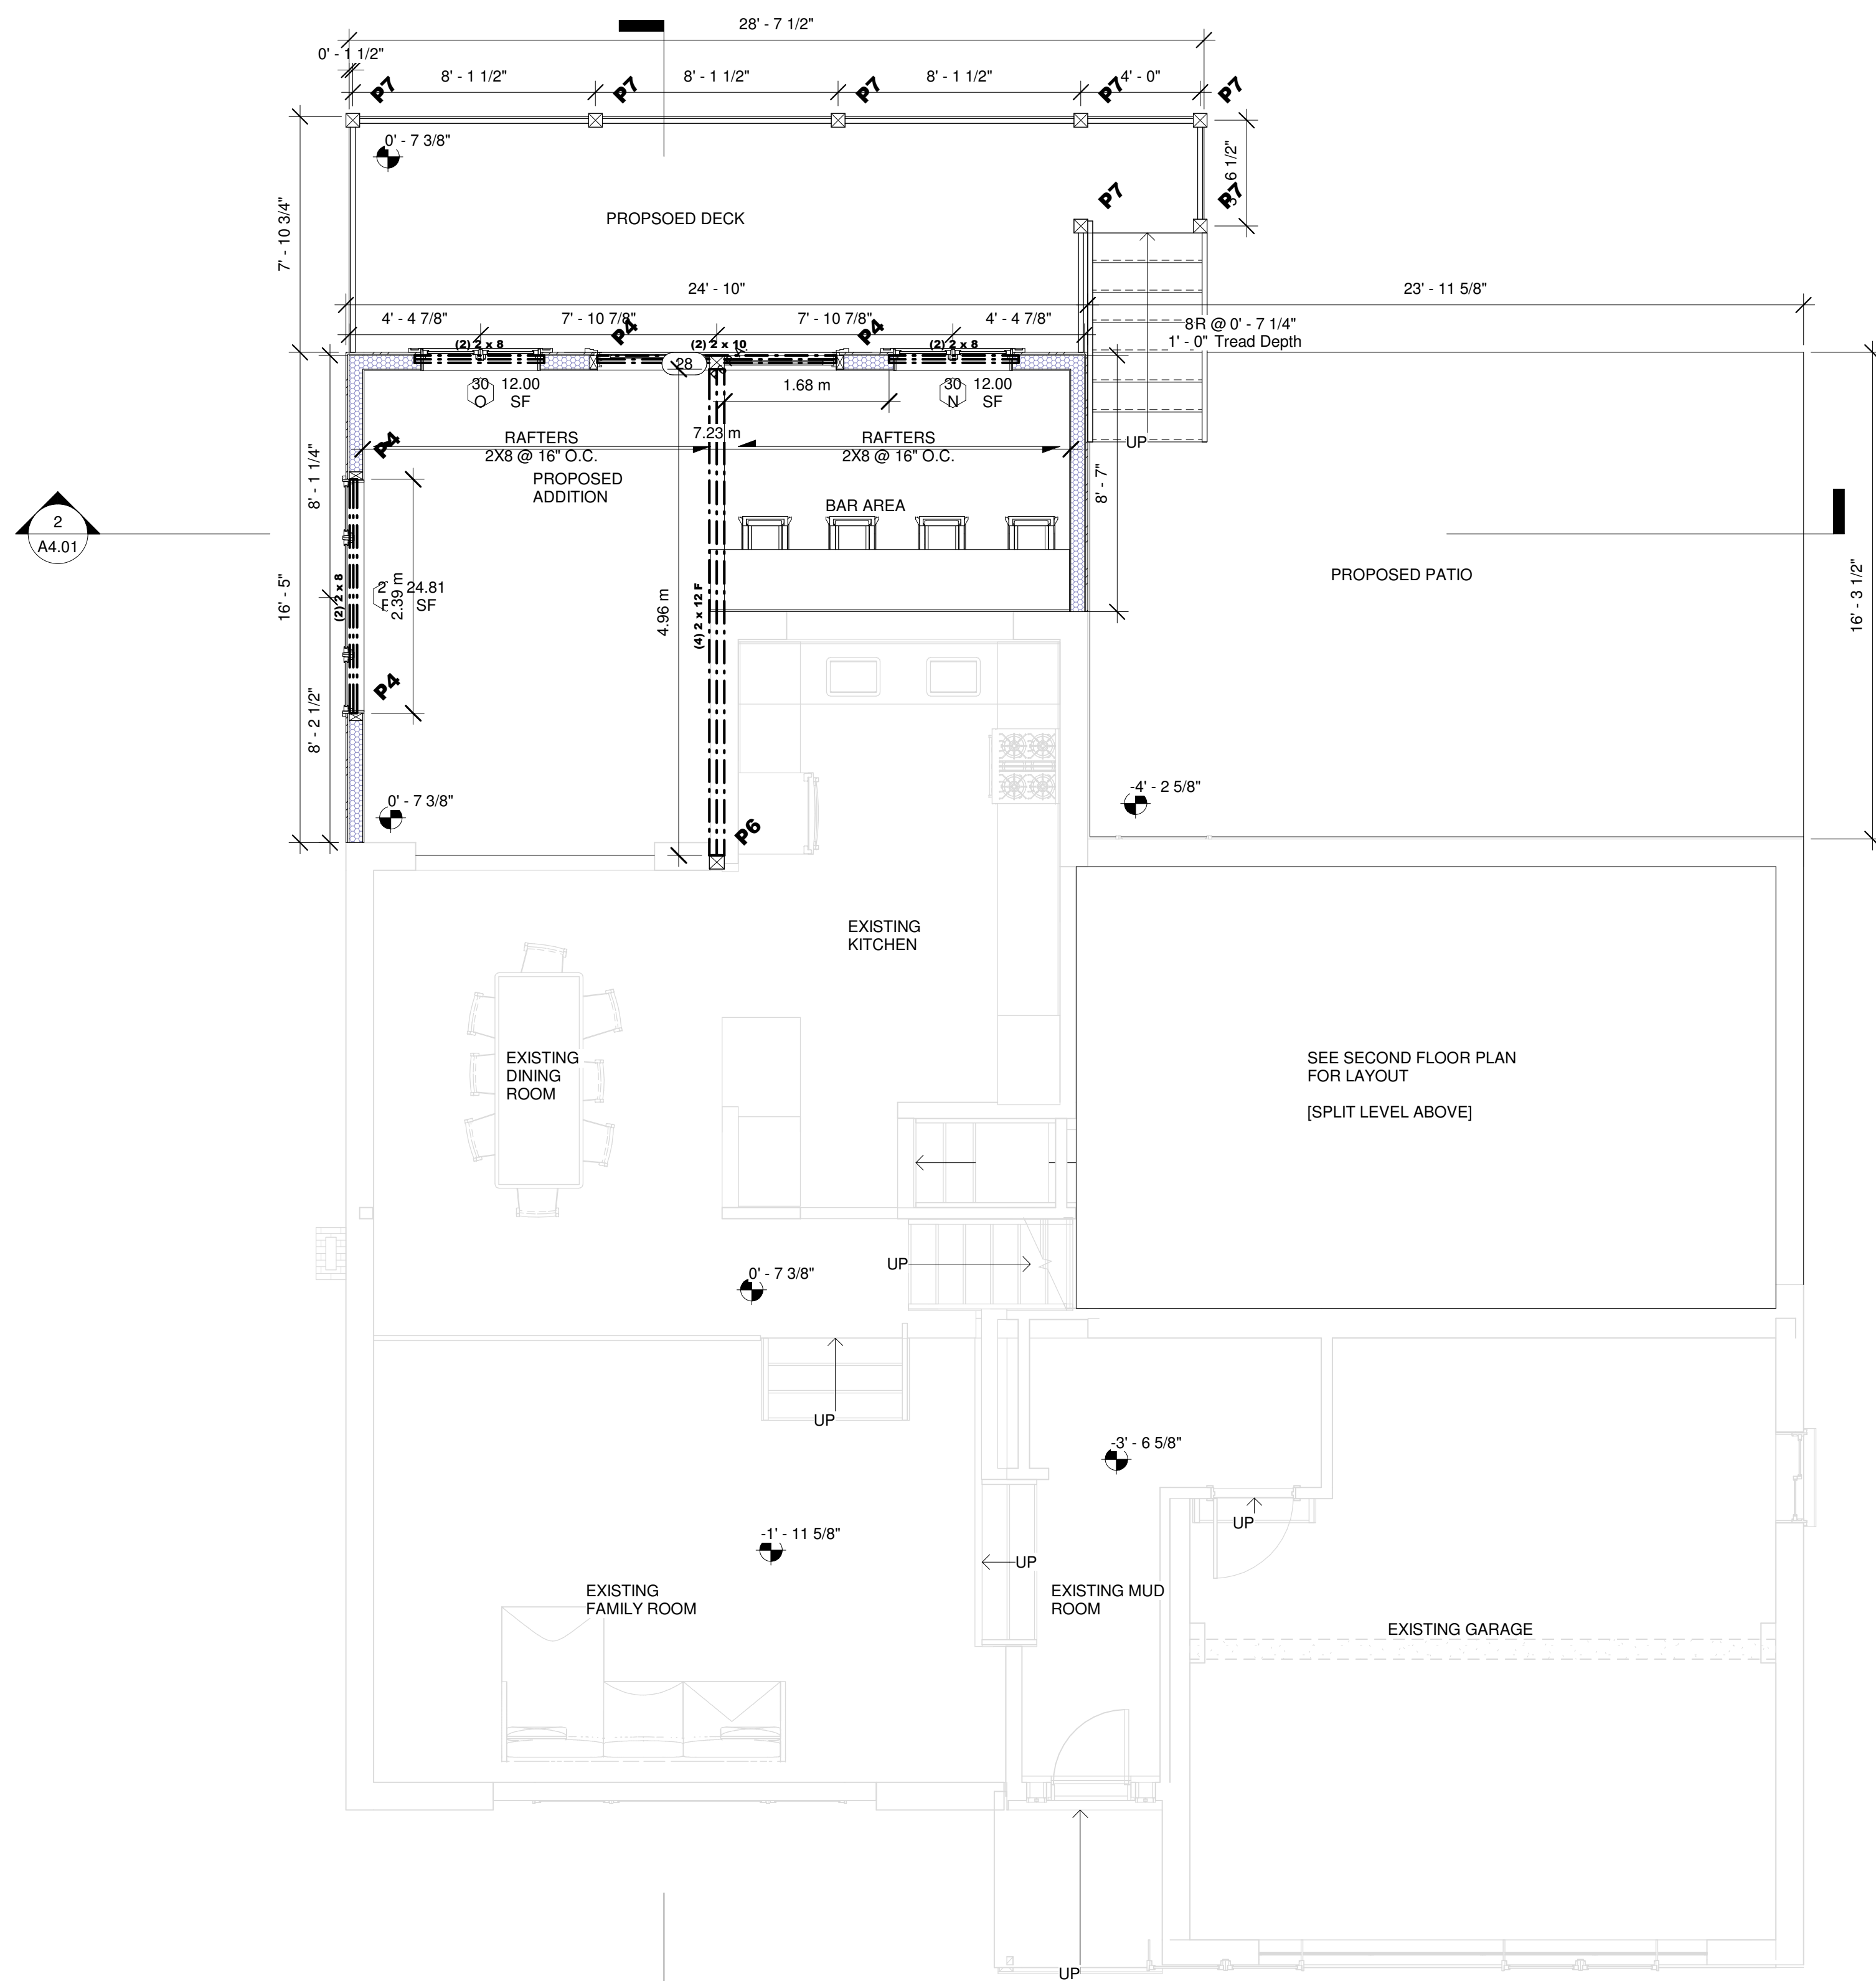 28' - 7 1/2"
0' - 1 1/2"
8' - 1 1/2"
8' - 1 1/2"
8' - 1 1/2"
4' - 0"
P7
P7
P7
P7
P7
0' - 7 3/8"
6 1/2"
P7
P7
7' - 10 3/4"
PROPSOED DECK
24' - 10"
23' - 11 5/8"
4' - 4 7/8"
7' - 10 7/8"
7' - 10 7/8"
4' - 4 7/8"
P4
P4
8R @ 0' - 7 1/4"
1' - 0" Tread Depth
(2) 2 x 8
(2) 2 x 10
(2) 2 x 8
28
30 12.00
O SF
1.68 m
30 12.00
N SF
7.23 m
RAFTERS
2X8 @ 16" O.C.
RAFTERS
2X8 @ 16" O.C.
P4
UP
PROPOSED
ADDITION
8' - 1 1/4"
8' - 7"
BAR AREA
2
A4.01
PROPOSED PATIO
16' - 5"
(2) 2 x 8
24.81
SF
2.39 m
4.96 m
(4) 2 x 12 F
16' - 3 1/2"
P4
8' - 2 1/2"
0' - 7 3/8"
-4' - 2 5/8"
P6
EXISTING
KITCHEN
EXISTING
DINING
ROOM
SEE SECOND FLOOR PLAN
FOR LAYOUT
[SPLIT LEVEL ABOVE]
UP
0' - 7 3/8"
UP
-3' - 6 5/8"
UP
-1' - 11 5/8"
UP
EXISTING
FAMILY ROOM
EXISTING MUD
ROOM
EXISTING GARAGE
UP